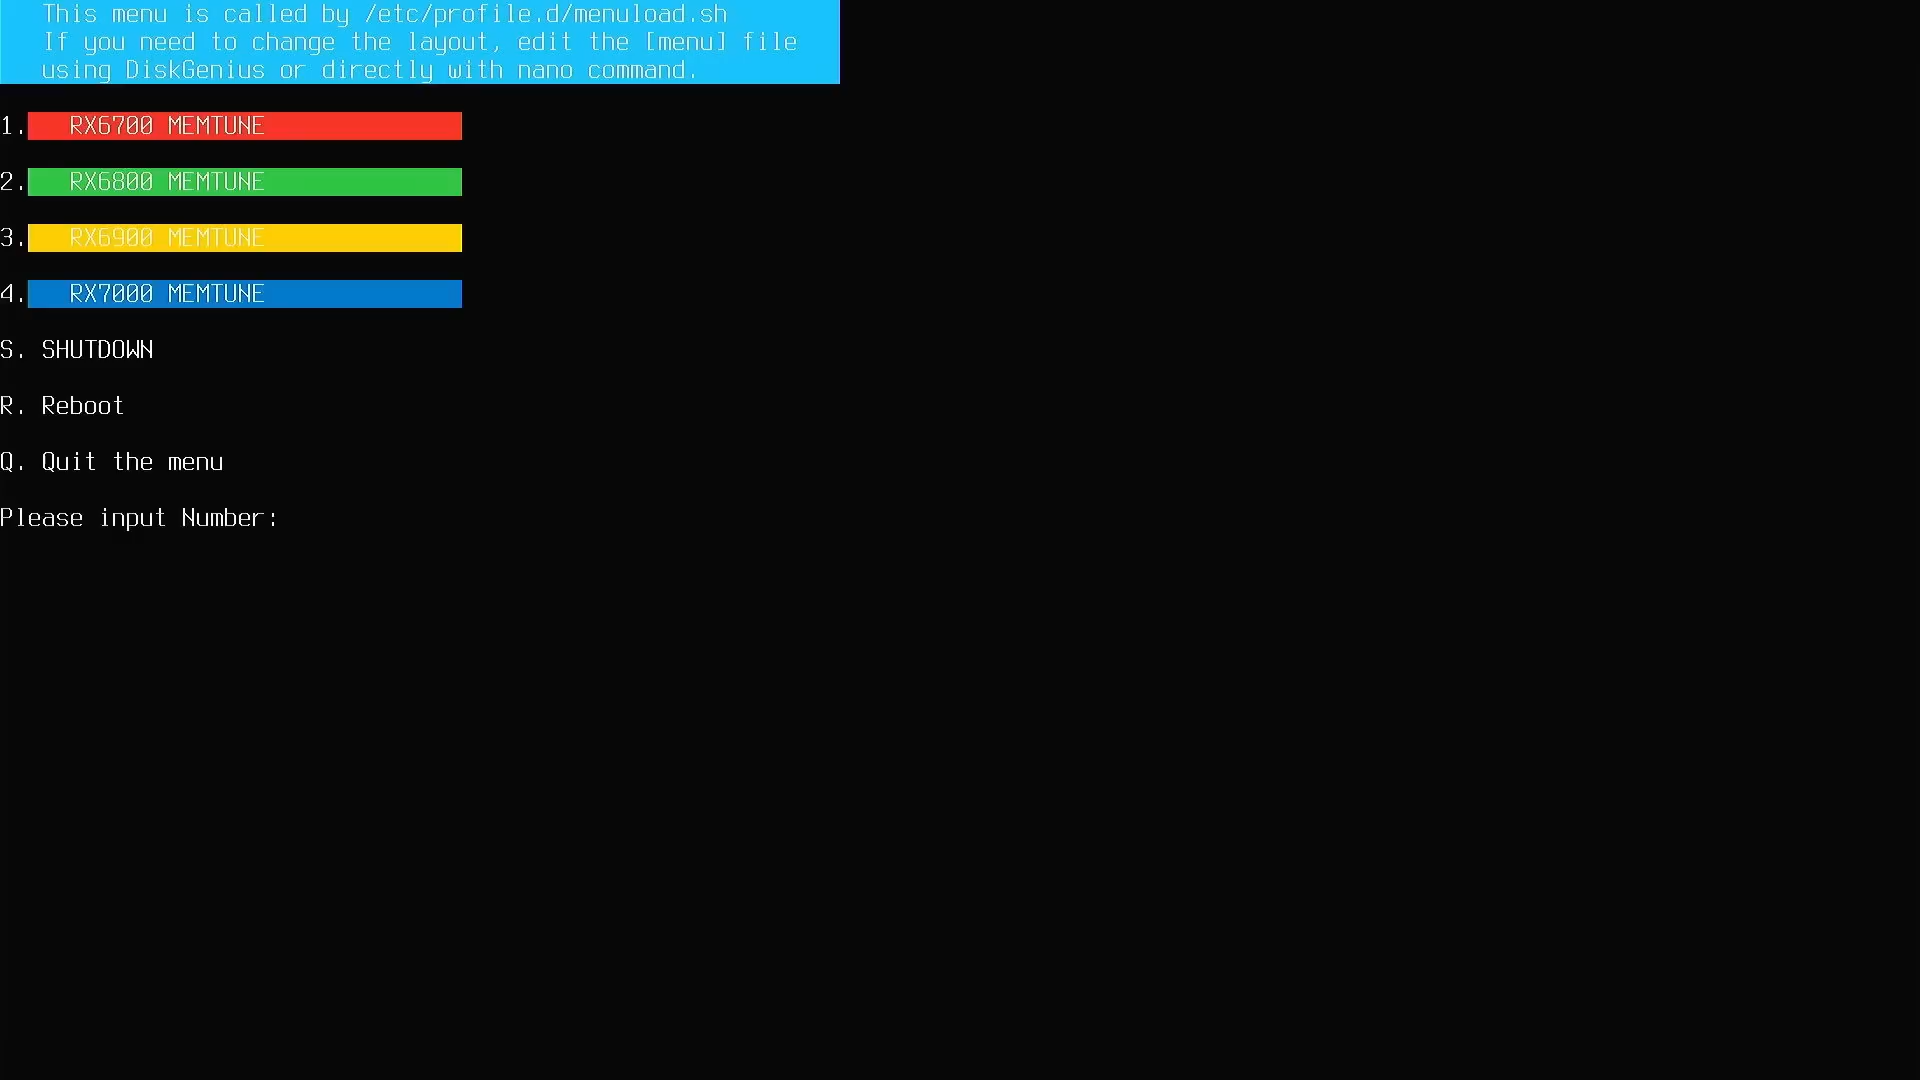 This menu is called by /etc/profile.d/menuload.sh
If you need to change the layout, edit the [menu] file
using DiskGenius or directly with nano command.
1. RX6700 MEMTUNE
2. RX6800 MEMTUNE
3. RX6900 MEMTUNE
4. RX7000 MEMTUNE
S. SHUTDOWN
R. Reboot
Q. Quit the menu
Please input Number: